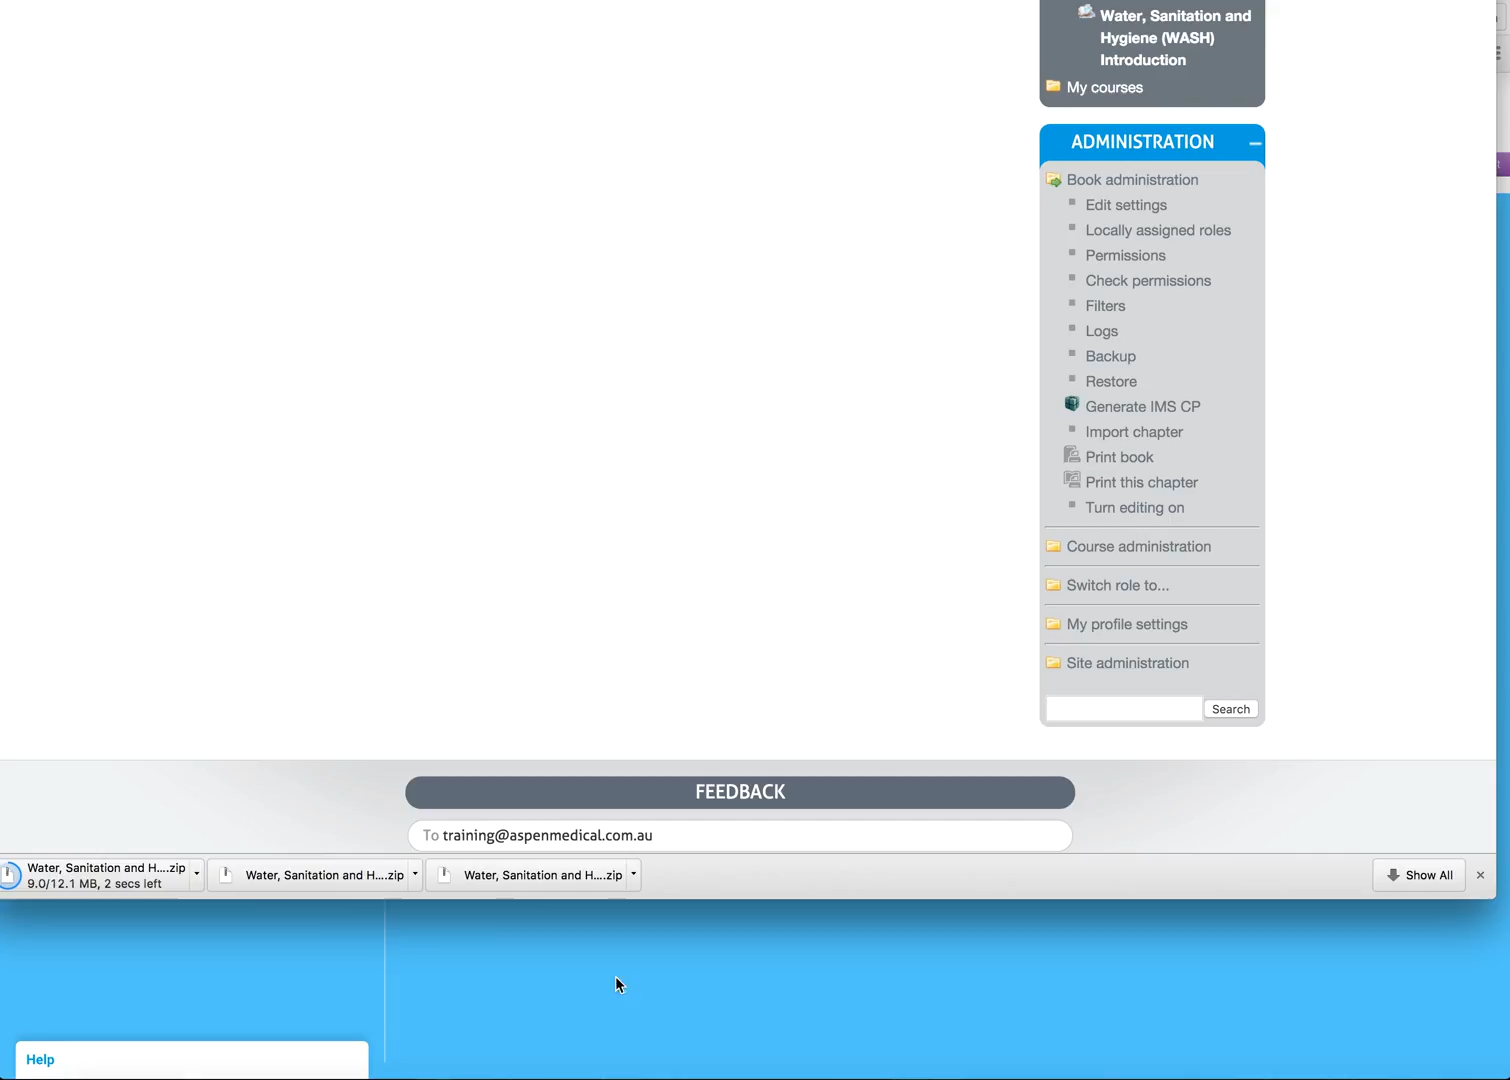 Water, Sanitation and
Hygiene (WASH)
Introduction
My courses
ADMINISTRATION
Book administration
Edit settings
Locally assigned roles
Permissions
Check permissions
Filters
Logs
Backup
Restore
Generate IMS CP
Import chapter
Print book
Print this chapter
Turn editing on
Course administration
Switch role to...
My profile settings
Site administration
Search
FEEDBACK
To training@aspenmedical.com.au
Water, Sanitation and H....zip
9.0/12.1 MB, 2 secs left
Water, Sanitation and H....zip
Water, Sanitation and H....zip
Show All
Help